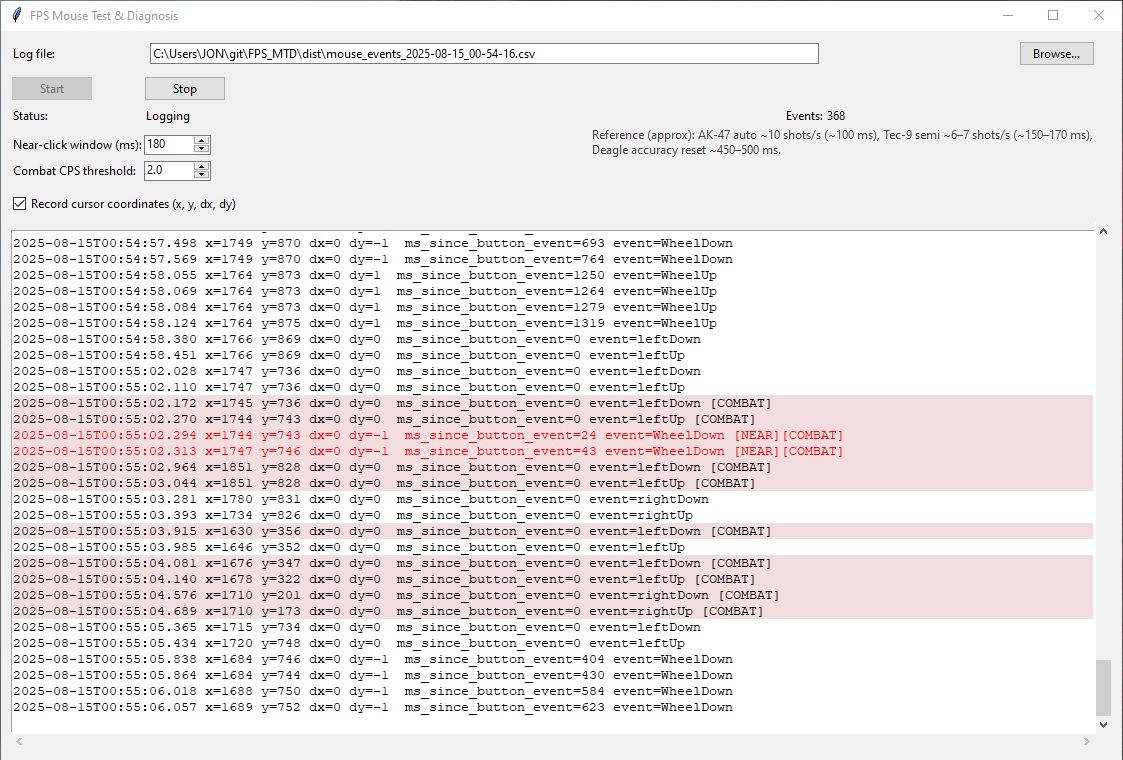 FPS Mouse Test & Diagnosis
Log file:
C:\Users\JON\git\FPS_MTD\dist\mouse_events_2025-08-15_00-54-16.csv
Browse...
Start
Stop
Status:
Logging
Events: 368
Near-click window (ms):
180
Reference (approx): AK-47 auto ~10 shots/s (~100 ms), Tec-9 semi ~6–7 shots/s (~150–170 ms),
Deagle accuracy reset ~450–500 ms.
Combat CPS threshold:
2.0
Record cursor coordinates (x, y, dx, dy)
2025-08-15T00:54:57.498 x=1749 y=870 dx=0 dy=-1 ms_since_button_event=693 event=WheelDown
2025-08-15T00:54:57.569 x=1749 y=870 dx=0 dy=-1 ms_since_button_event=764 event=WheelDown
2025-08-15T00:54:58.055 x=1764 y=873 dx=0 dy=1 ms_since_button_event=1250 event=WheelUp
2025-08-15T00:54:58.069 x=1764 y=873 dx=0 dy=1 ms_since_button_event=1264 event=WheelUp
2025-08-15T00:54:58.084 x=1764 y=873 dx=0 dy=1 ms_since_button_event=1279 event=WheelUp
2025-08-15T00:54:58.124 x=1764 y=875 dx=0 dy=1 ms_since_button_event=1319 event=WheelUp
2025-08-15T00:54:58.380 x=1766 y=869 dx=0 dy=0 ms_since_button_event=0 event=leftDown
2025-08-15T00:54:58.451 x=1766 y=869 dx=0 dy=0 ms_since_button_event=0 event=leftUp
2025-08-15T00:55:02.028 x=1747 y=736 dx=0 dy=0 ms_since_button_event=0 event=leftDown
2025-08-15T00:55:02.110 x=1747 y=736 dx=0 dy=0 ms_since_button_event=0 event=leftUp
2025-08-15T00:55:02.172 x=1745 y=736 dx=0 dy=0 ms_since_button_event=0 event=leftDown [COMBAT]
2025-08-15T00:55:02.270 x=1744 y=743 dx=0 dy=0 ms_since_button_event=0 event=leftUp [COMBAT]
2025-08-15T00:55:02.294 x=1744 y=743 dx=0 dy=-1 ms_since_button_event=24 event=WheelDown [NEAR][COMBAT]
2025-08-15T00:55:02.313 x=1747 y=746 dx=0 dy=-1 ms_since_button_event=43 event=WheelDown [NEAR][COMBAT]
2025-08-15T00:55:02.964 x=1851 y=828 dx=0 dy=0 ms_since_button_event=0 event=leftDown [COMBAT]
2025-08-15T00:55:03.044 x=1851 y=828 dx=0 dy=0 ms_since_button_event=0 event=leftUp [COMBAT]
2025-08-15T00:55:03.281 x=1780 y=831 dx=0 dy=0 ms_since_button_event=0 event=rightDown
2025-08-15T00:55:03.393 x=1734 y=826 dx=0 dy=0 ms_since_button_event=0 event=rightUp
2025-08-15T00:55:03.915 x=1630 y=356 dx=0 dy=0 ms_since_button_event=0 event=leftDown [COMBAT]
2025-08-15T00:55:03.985 x=1646 y=352 dx=0 dy=0 ms_since_button_event=0 event=leftUp
2025-08-15T00:55:04.081 x=1676 y=347 dx=0 dy=0 ms_since_button_event=0 event=leftDown [COMBAT]
2025-08-15T00:55:04.140 x=1678 y=322 dx=0 dy=0 ms_since_button_event=0 event=leftUp [COMBAT]
2025-08-15T00:55:04.576 x=1710 y=201 dx=0 dy=0 ms_since_button_event=0 event=rightDown [COMBAT]
2025-08-15T00:55:04.689 x=1710 y=173 dx=0 dy=0 ms_since_button_event=0 event=rightUp [COMBAT]
2025-08-15T00:55:05.365 x=1715 y=734 dx=0 dy=0 ms_since_button_event=0 event=leftDown
2025-08-15T00:55:05.434 x=1720 y=748 dx=0 dy=0 ms_since_button_event=0 event=leftUp
2025-08-15T00:55:05.838 x=1684 y=746 dx=0 dy=-1 ms_since_button_event=404 event=WheelDown
2025-08-15T00:55:05.864 x=1684 y=744 dx=0 dy=-1 ms_since_button_event=430 event=WheelDown
2025-08-15T00:55:06.018 x=1688 y=750 dx=0 dy=-1 ms_since_button_event=584 event=WheelDown
2025-08-15T00:55:06.057 x=1689 y=752 dx=0 dy=-1 ms_since_button_event=623 event=WheelDown